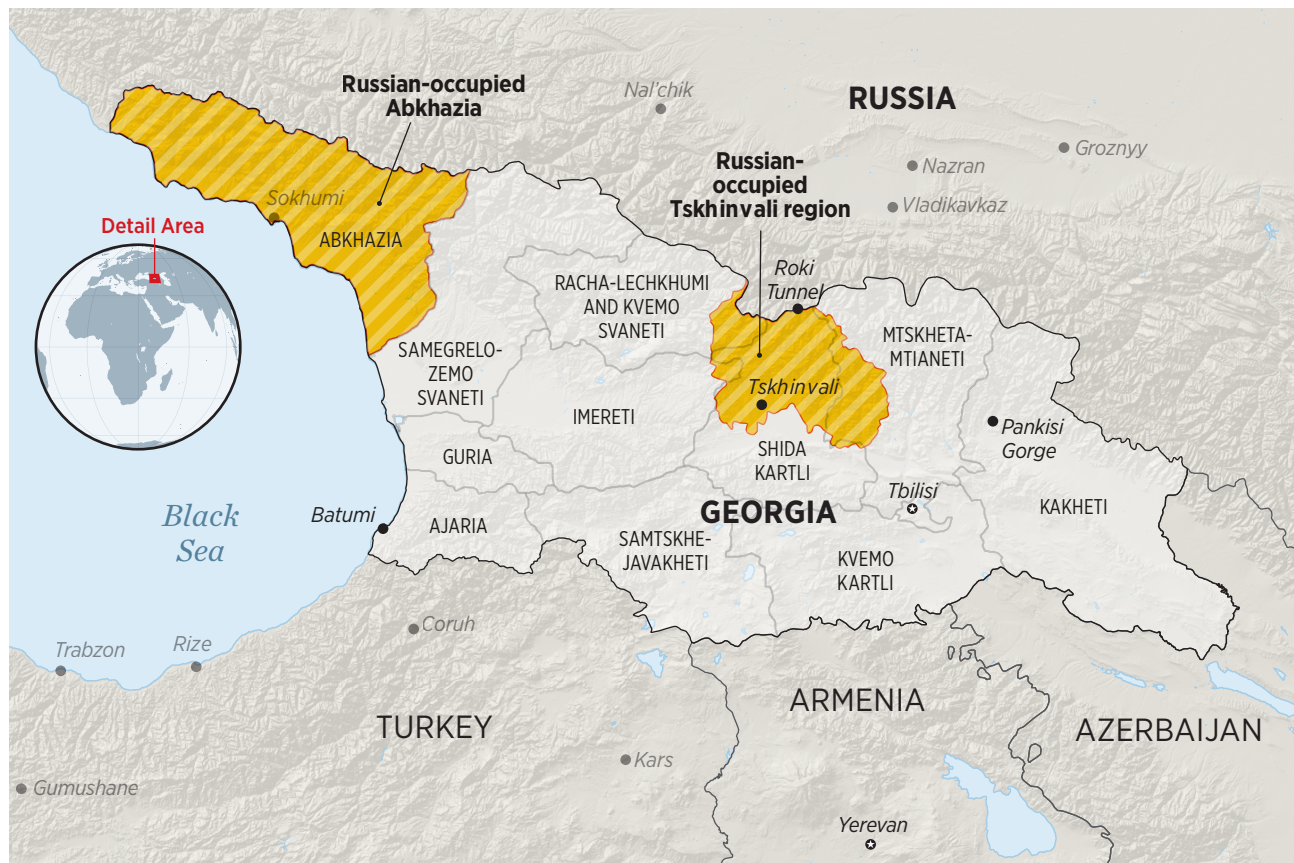 Russian-occupied
Abkhazia
Nal'chik
RUSSIA
Groznyy
Nazran
Vladikavkaz
Russian-
occupied
Tskhinvali region
Sokhumi
Detail Area
ABKHAZIA
Roki
Tunnel
RACHA-LECHKHUMI
AND KVEMO
SVANETI
MTSKHETA-
MTIANETI
SAMEGRELO-
ZEMO
SVANETI
Tskhinvali
IMERETI
Pankisi
Gorge
SHIDA
KARTLI
GURIA
Tbilisi
KAKHETI
GEORGIA
Black
Sea
Batumi
AJARIA
SAMTSKHE-
JAVAKHETI
KVEMO
KARTLI
Coruh
Trabzon
Rize
TURKEY
ARMENIA
AZERBAIJAN
Kars
Gumushane
Yerevan